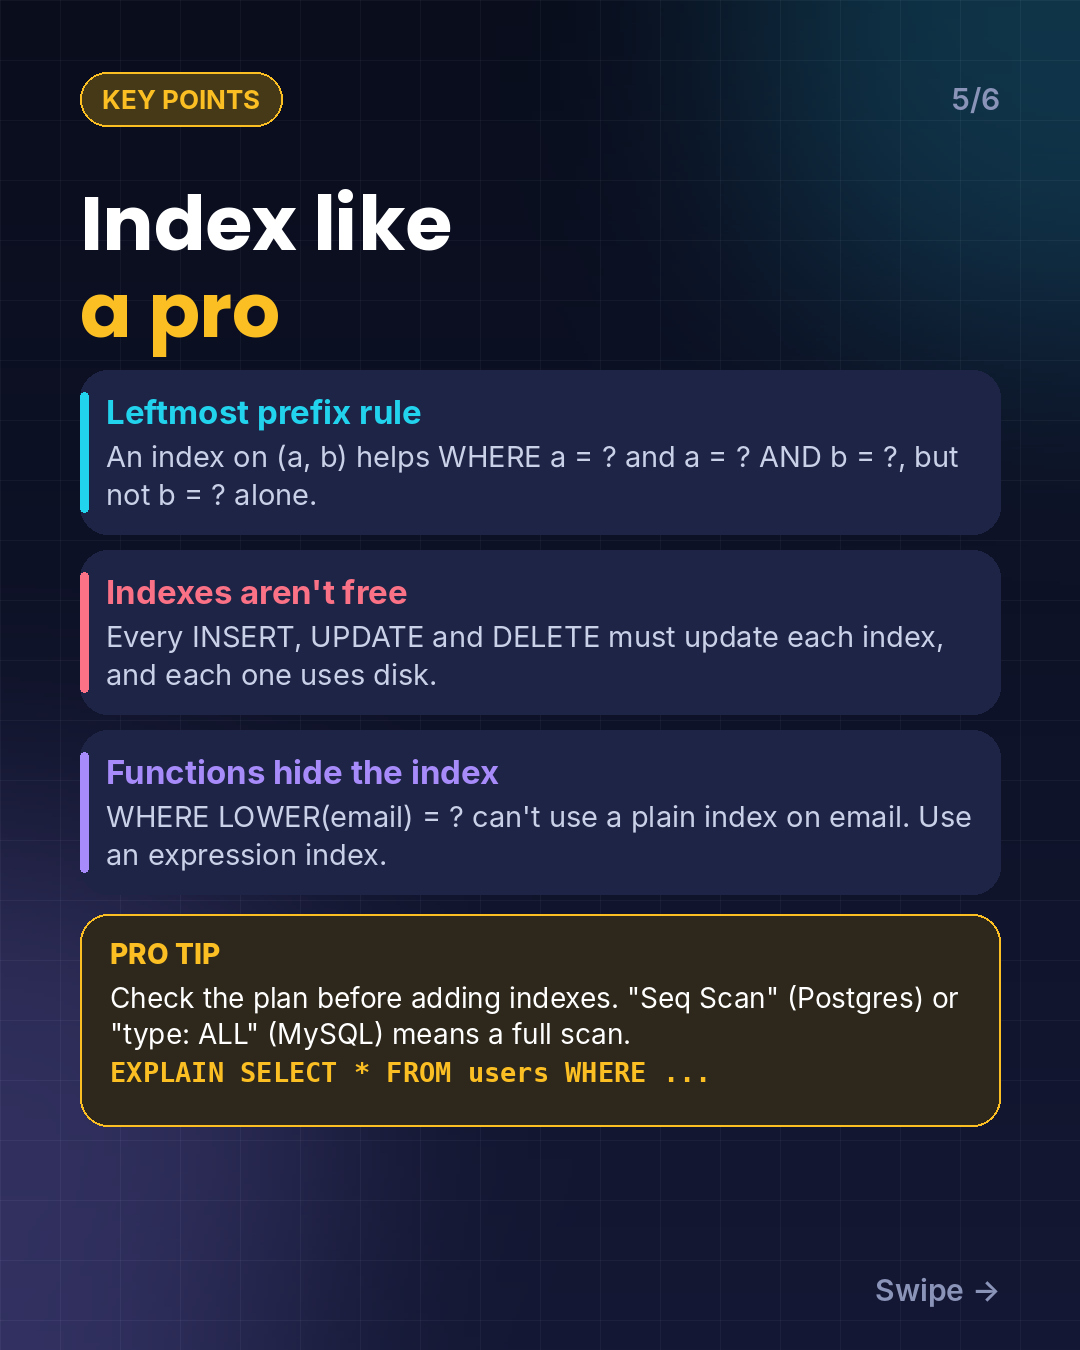 KEY POINTS
5/6
Index like
a pro
Leftmost prefix rule
An index on (a, b) helps WHERE a = ? and a = ? AND b = ?, but
not b = ? alone.
Indexes aren't free
Every INSERT, UPDATE and DELETE must update each index,
and each one uses disk.
Functions hide the index
WHERE LOWER(email) = ? can't use a plain index on email. Use
an expression index.
PRO TIP
Check the plan before adding indexes. "Seq Scan" (Postgres) or
"type: ALL" (MySQL) means a full scan.
EXPLAIN SELECT * FROM users WHERE ...
Swipe →